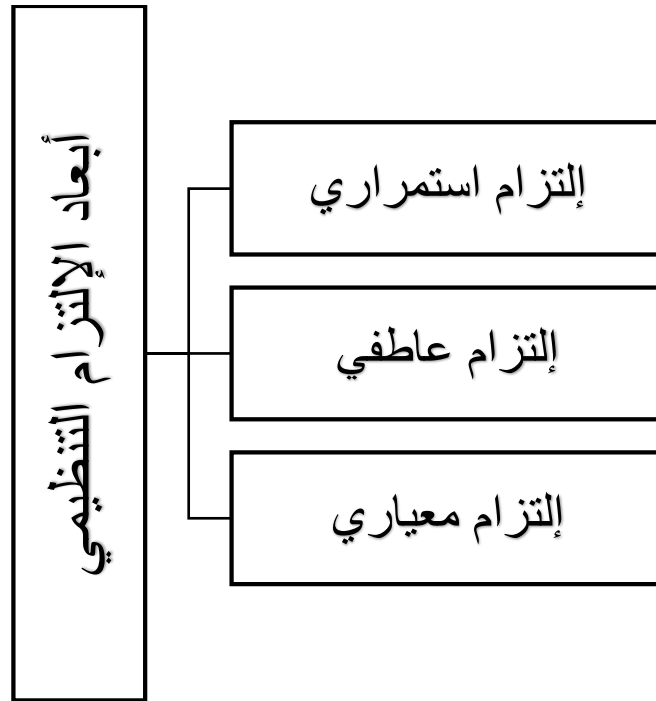 أبعاد الإلتزام التنظيمي
إلتزام استمراري
إلتزام عاطفي
إلتزام معياري